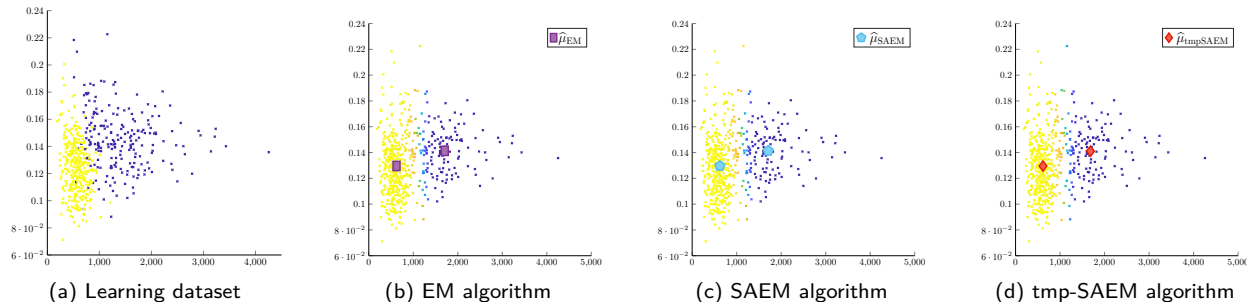 0.24
0.22
0.2
0.18
0.16
0.14
0.12
0.1
8 · 10⁻²
6 · 10⁻²
0 1,000 2,000 3,000 4,000
(a) Learning dataset
0.24
0.22
0.2
0.18
0.16
0.14
0.12
0.1
8 · 10⁻²
6 · 10⁻²
0 1,000 2,000 3,000 4,000 5,000
μ̂EM
(b) EM algorithm
0.24
0.22
0.2
0.18
0.16
0.14
0.12
0.1
8 · 10⁻²
6 · 10⁻²
0 1,000 2,000 3,000 4,000 5,000
μ̂SAEM
(c) SAEM algorithm
0.24
0.22
0.2
0.18
0.16
0.14
0.12
0.1
8 · 10⁻²
6 · 10⁻²
0 1,000 2,000 3,000 4,000 5,000
μ̂tmpSAEM
(d) tmp-SAEM algorithm